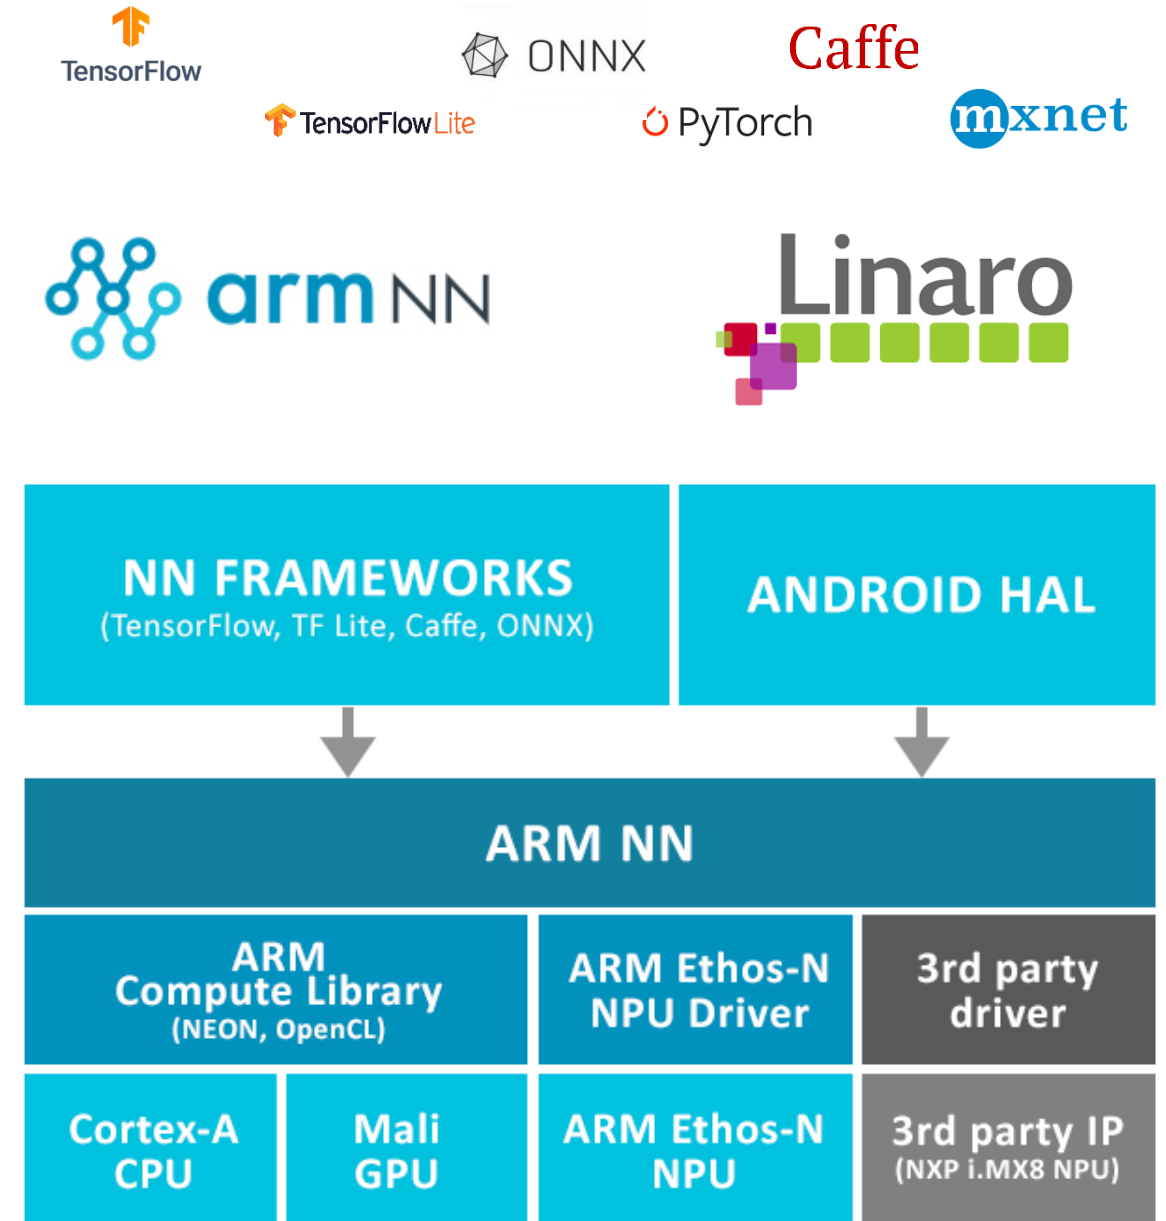 TensorFlow
ONNX
Caffe
TensorFlow Lite
PyTorch
mxnet
arm NN
Linaro
NN FRAMEWORKS
(TensorFlow, TF Lite, Caffe, ONNX)
ANDROID HAL
ARM NN
ARM
Compute Library
(NEON, OpenCL)
ARM Ethos-N
NPU Driver
3rd party
driver
Cortex-A
CPU
Mali
GPU
ARM Ethos-N
NPU
3rd party IP
(NXP i.MX8 NPU)